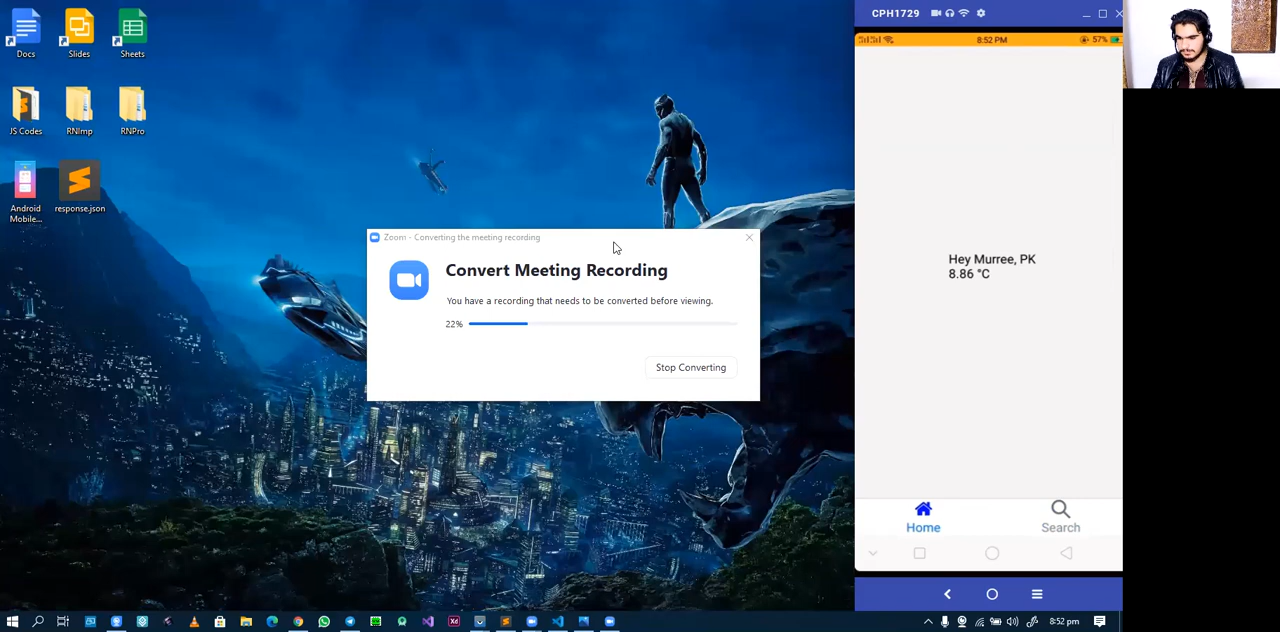 Docs
Slides
Sheets
JS Codes
RNImp
RNPro
Android
Mobile...
response.json
Zoom - Converting the meeting recording
Convert Meeting Recording
You have a recording that needs to be converted before viewing.
22%
Stop Converting
CPH1729
8:52 PM
57%
Hey Murree, PK
8.86 °C
Home
Search
8:52 pm